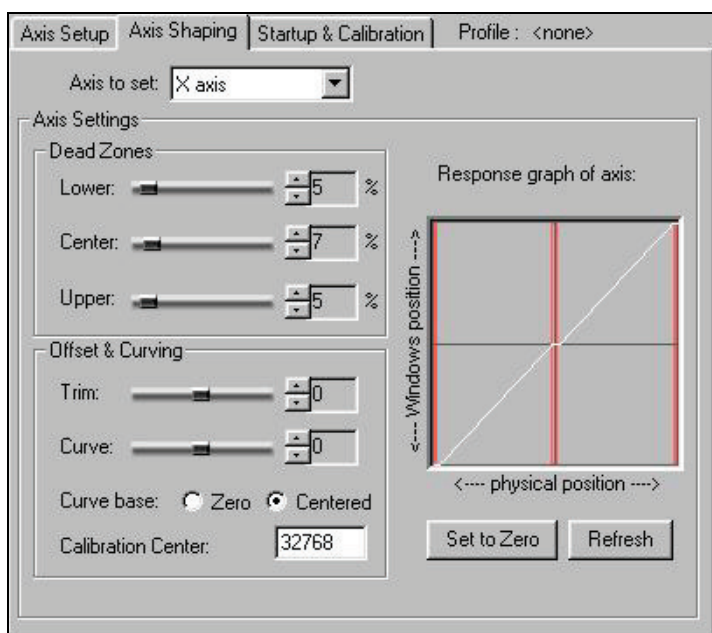 Axis Setup Axis Shaping Startup & Calibration Profile : <none>
Axis to set: X axis
Axis Settings
Dead Zones
Lower: 5 %
Center: 7 %
Upper: 5 %
Offset & Curving
Trim: 0
Curve: 0
Curve base: Zero Centered
Calibration Center: 32768
Response graph of axis:
<--- Windows position --->
<---- physical position ---->
Set to Zero Refresh